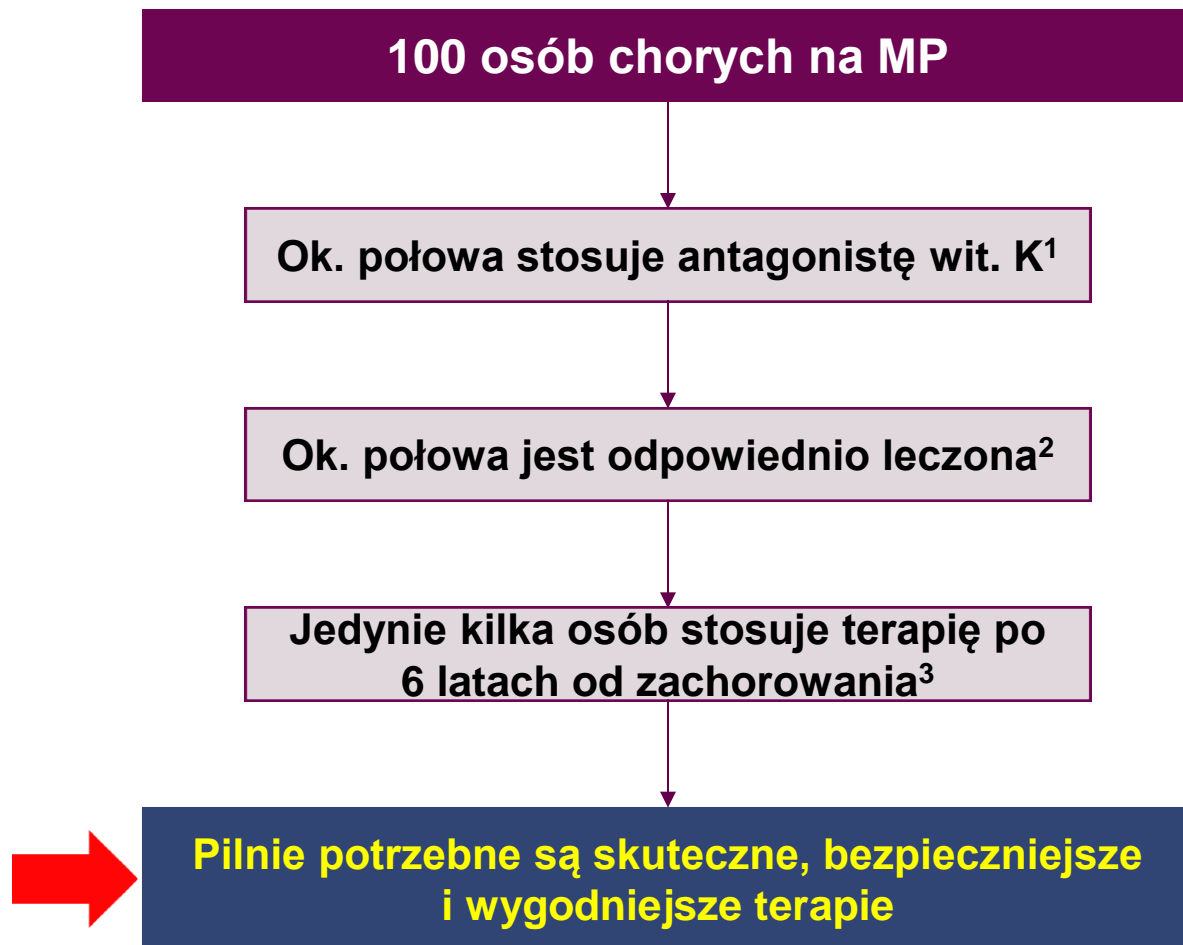 100 osób chorych na MP
Ok. połowa stosuje antagonistę wit. K¹
Ok. połowa jest odpowiednio leczona²
Jedynie kilka osób stosuje terapię po
6 latach od zachorowania³
Pilnie potrzebne są skuteczne, bezpieczniejsze
i wygodniejsze terapie